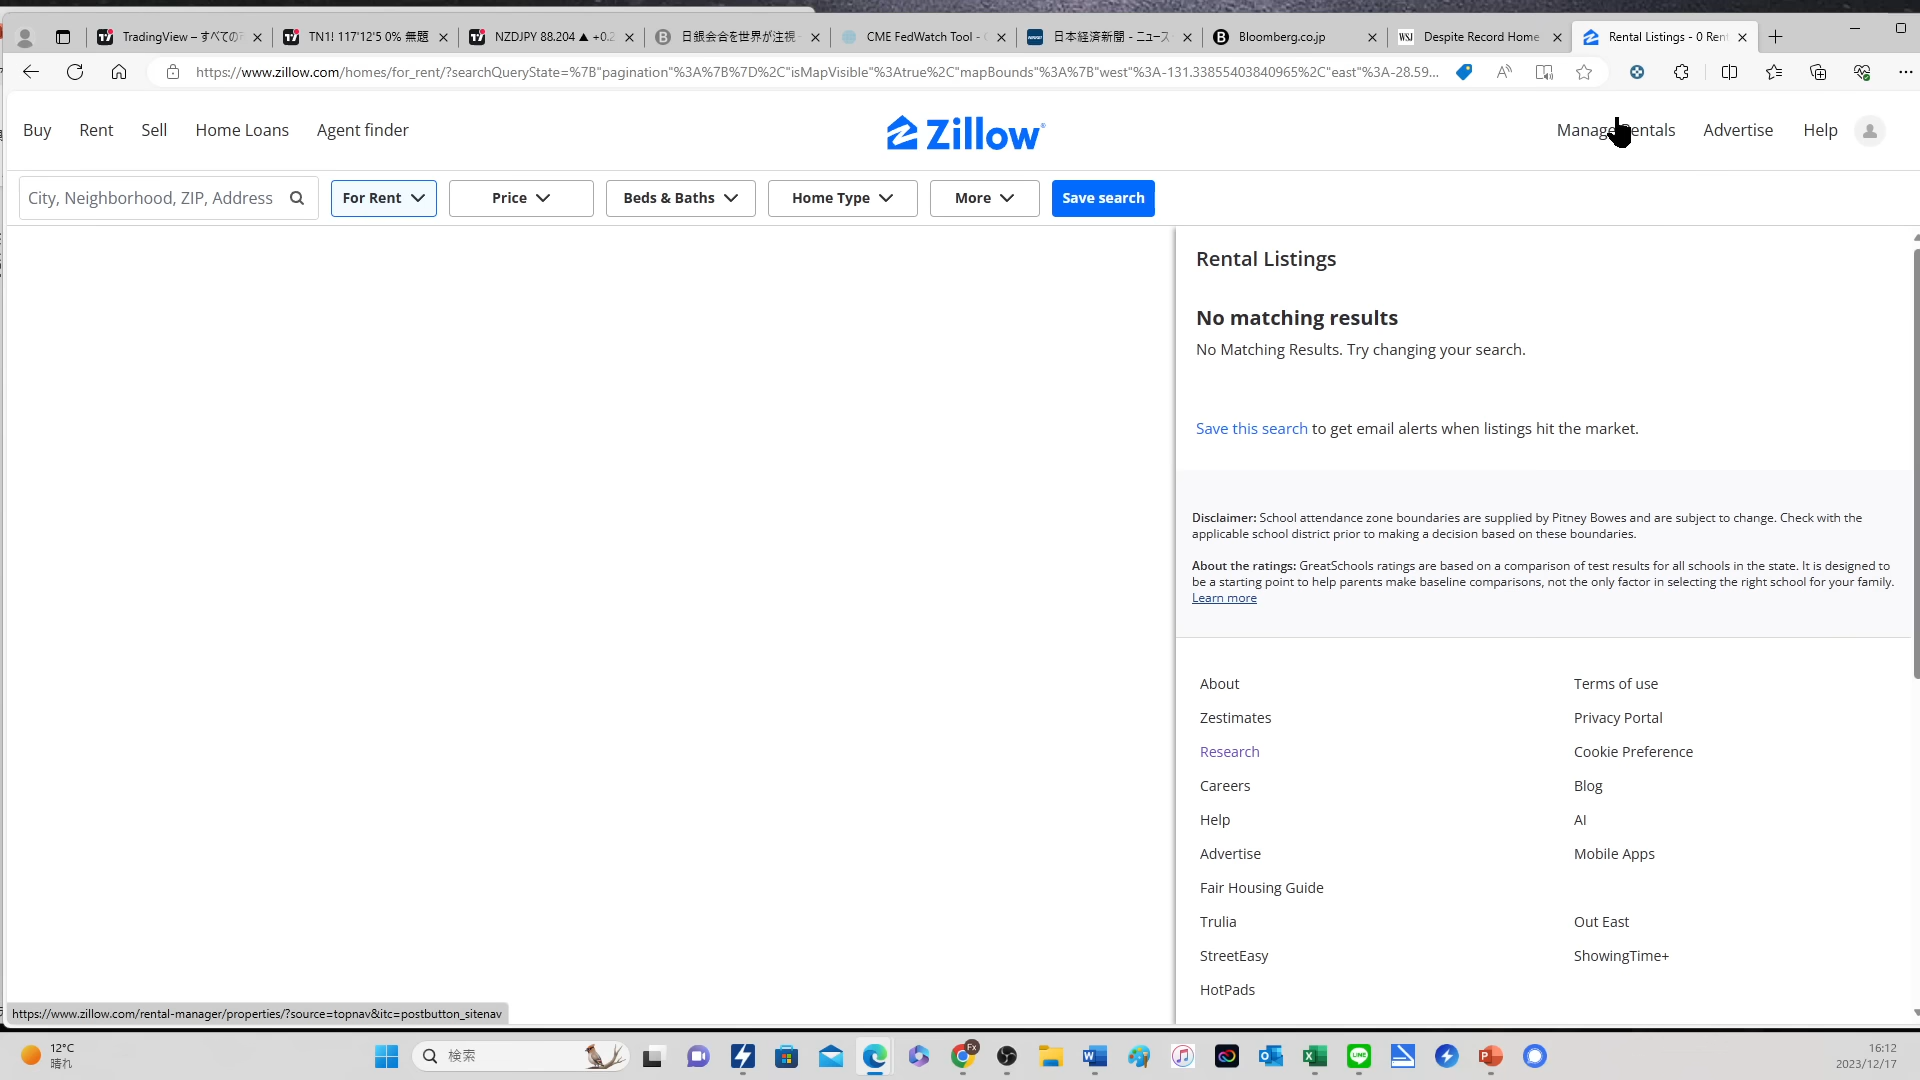 TradingView – すべての
TN1! 117'12'5 0% 無題
NZDJPY 88.204 ▲ +0.2
日銀会合を世界が注視 -
CME FedWatch Tool -
日本経済新聞 - ニュース
Bloomberg.co.jp
Despite Record Home
Rental Listings - 0 Rent
https://www.zillow.com/homes/for_rent/?searchQueryState=%7B"pagination"%3A%7B%7D%2C"isMapVisible"%3Atrue%2C"mapBounds"%3A%7B"west"%3A-131.33855403840965%2C"east"%3A-28.59...
Buy Rent Sell Home Loans Agent finder
Zillow
Manage Rentals Advertise Help
City, Neighborhood, ZIP, Address
For Rent Price Beds & Baths Home Type More Save search
Rental Listings
No matching results
No Matching Results. Try changing your search.
Save this search to get email alerts when listings hit the market.
Disclaimer: School attendance zone boundaries are supplied by Pitney Bowes and are subject to change. Check with the
applicable school district prior to making a decision based on these boundaries.
About the ratings: GreatSchools ratings are based on a comparison of test results for all schools in the state. It is designed to
be a starting point to help parents make baseline comparisons, not the only factor in selecting the right school for your family.
Learn more
About Terms of use
Zestimates Privacy Portal
Research Cookie Preference
Careers Blog
Help AI
Advertise Mobile Apps
Fair Housing Guide
Trulia Out East
StreetEasy ShowingTime+
HotPads
https://www.zillow.com/rental-manager/properties/?source=topnav&itc=postbutton_sitenav
12°C
晴れ
検索
16:12
2023/12/17